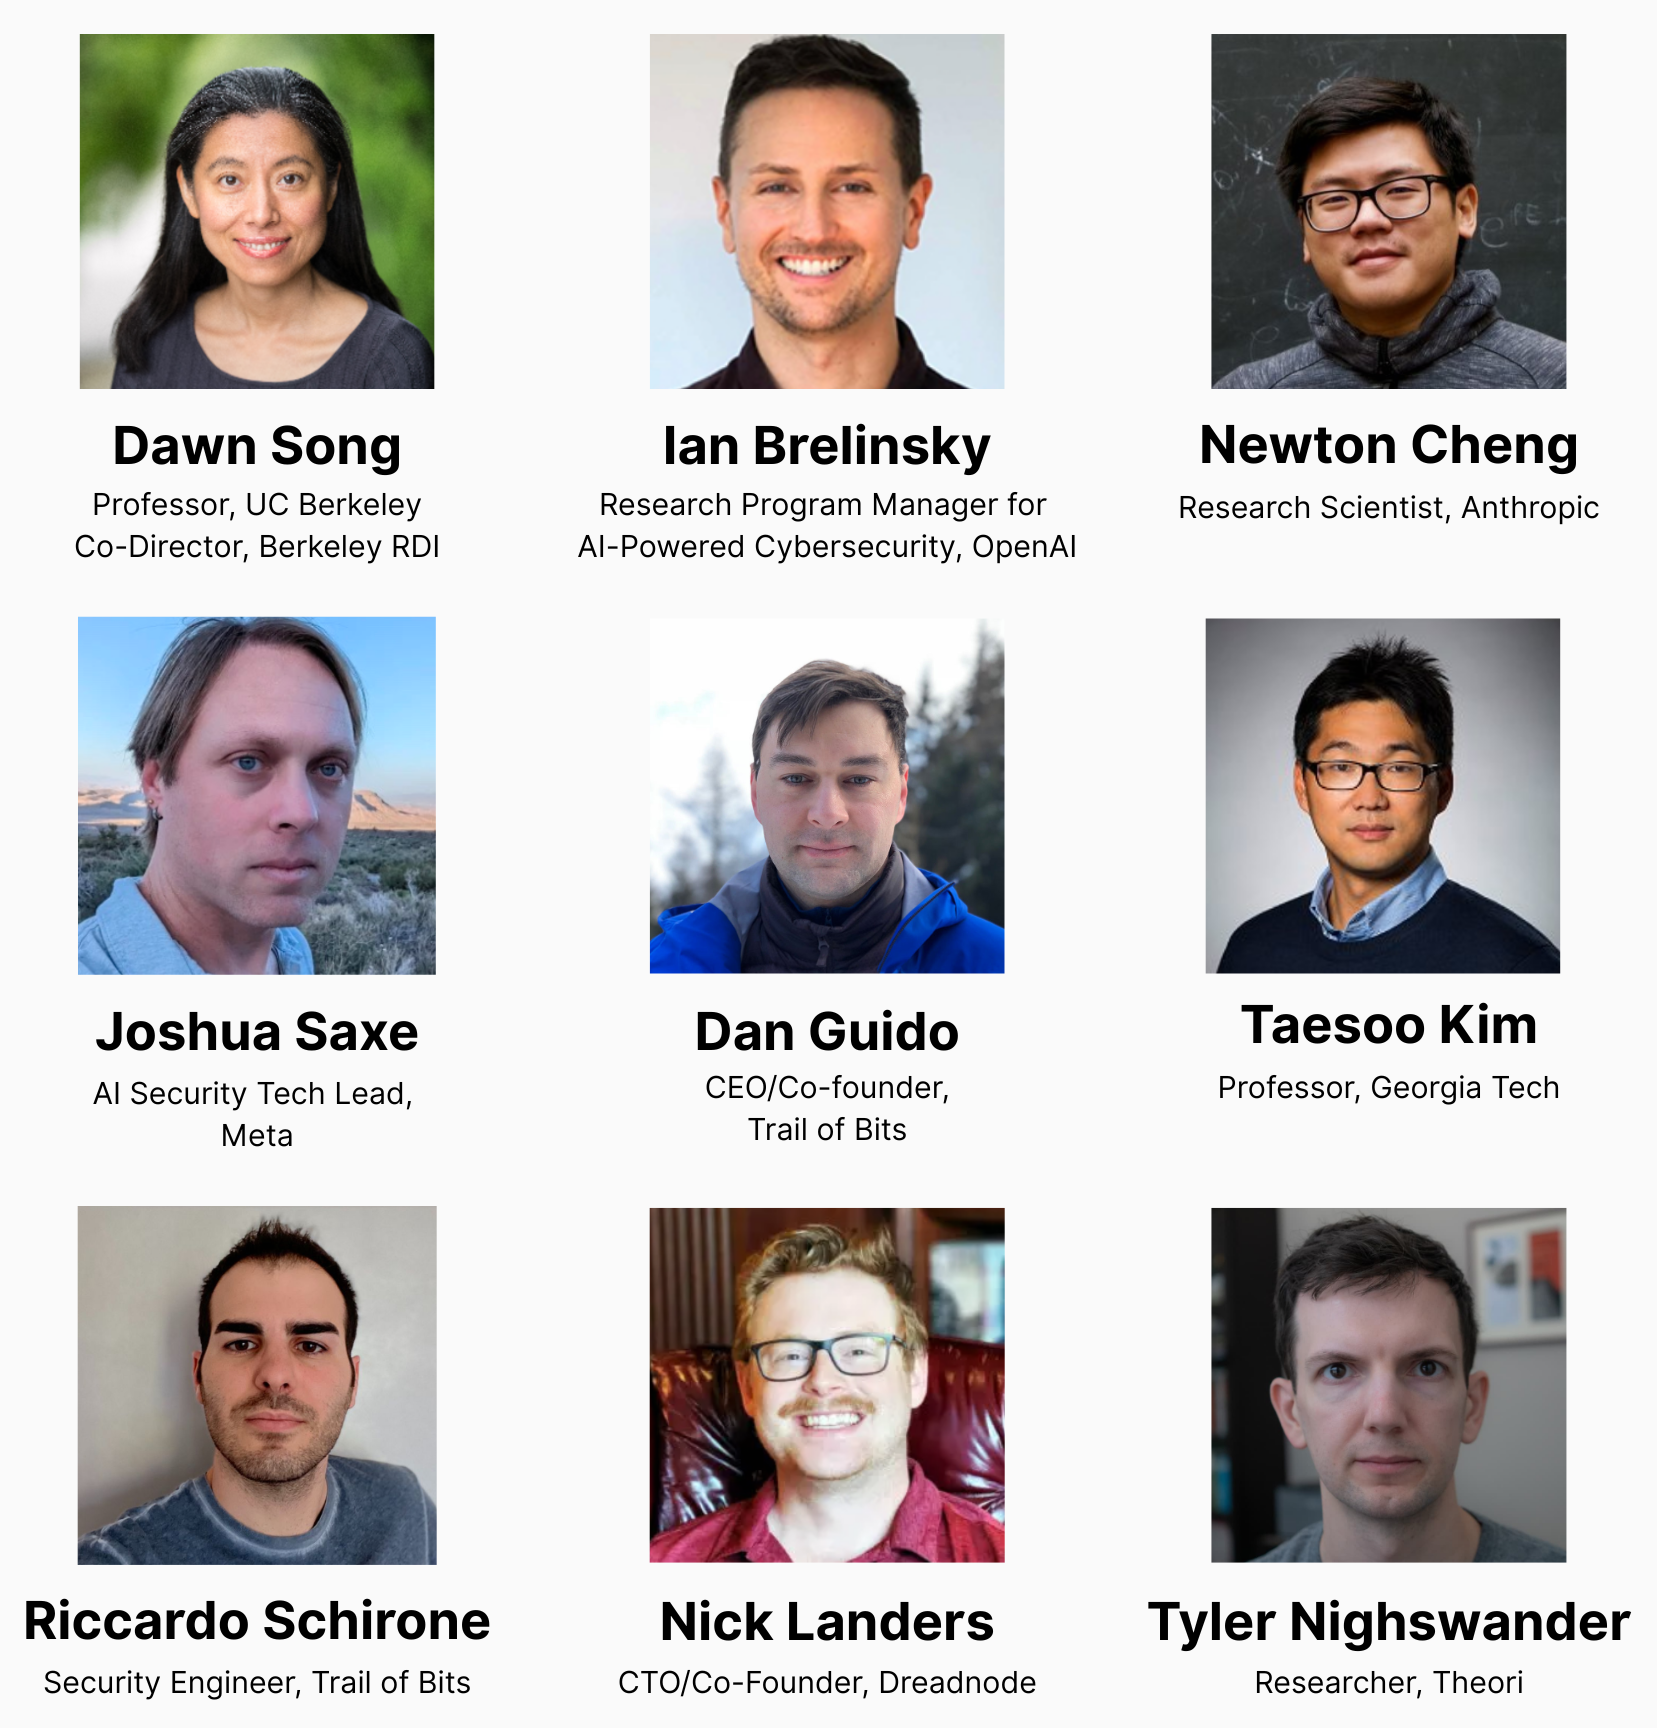 Dawn Song
Professor, UC Berkeley
Co-Director, Berkeley RDI
Ian Brelinsky
Research Program Manager for
AI-Powered Cybersecurity, OpenAI
Newton Cheng
Research Scientist, Anthropic
Joshua Saxe
AI Security Tech Lead,
Meta
Dan Guido
CEO/Co-founder,
Trail of Bits
Taesoo Kim
Professor, Georgia Tech
Riccardo Schirone
Security Engineer, Trail of Bits
Nick Landers
CTO/Co-Founder, Dreadnode
Tyler Nighswander
Researcher, Theori